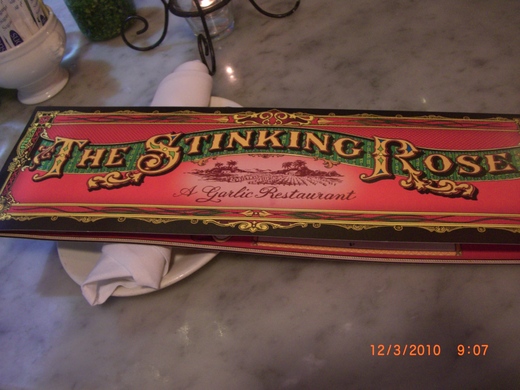 THE STINKING ROSE
A Garlic Restaurant
12/3/2010 9:07